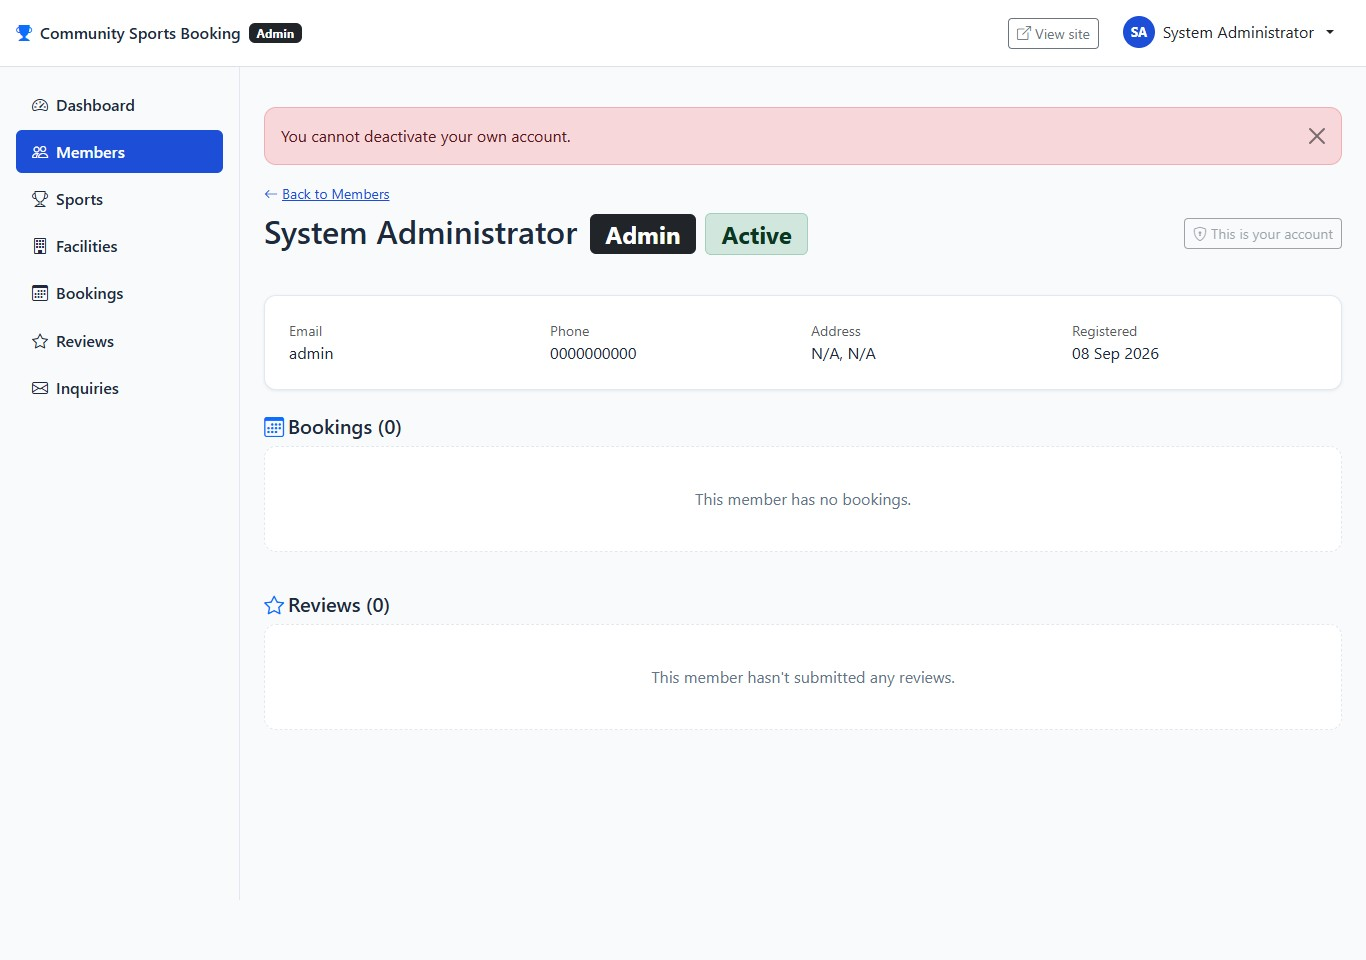 Community Sports Booking Admin
View site
SA System Administrator
Dashboard
Members
Sports
Facilities
Bookings
Reviews
Inquiries
You cannot deactivate your own account.
Back to Members
System Administrator Admin Active
This is your account
Email
admin
Phone
0000000000
Address
N/A, N/A
Registered
08 Sep 2026
Bookings (0)
This member has no bookings.
Reviews (0)
This member hasn't submitted any reviews.